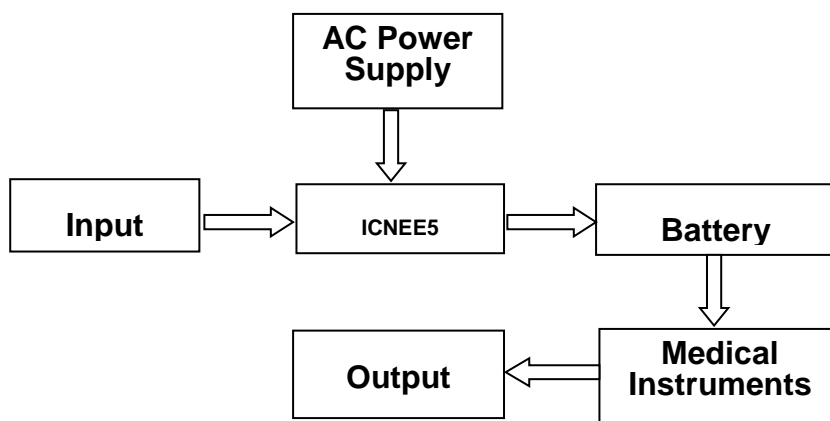 AC Power
Supply
Input
ICNEE5
Battery
Output
Medical
Instruments